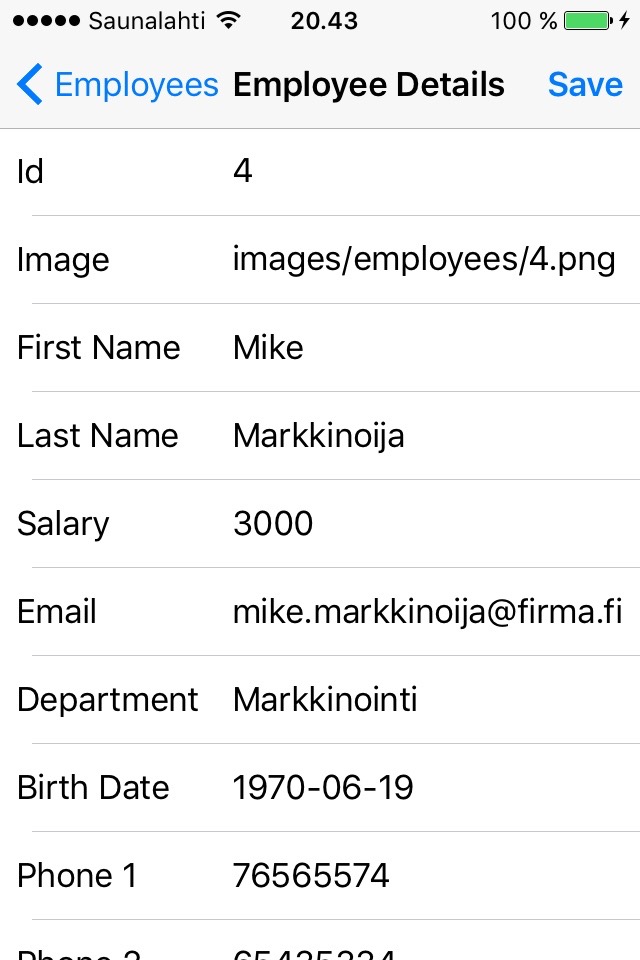 Saunalahti 20.43 100 %
Employees Employee Details Save
Id 4
Image images/employees/4.png
First Name Mike
Last Name Markkinoija
Salary 3000
Email mike.markkinoija@firma.fi
Department Markkinointi
Birth Date 1970-06-19
Phone 1 76565574
Phone 2